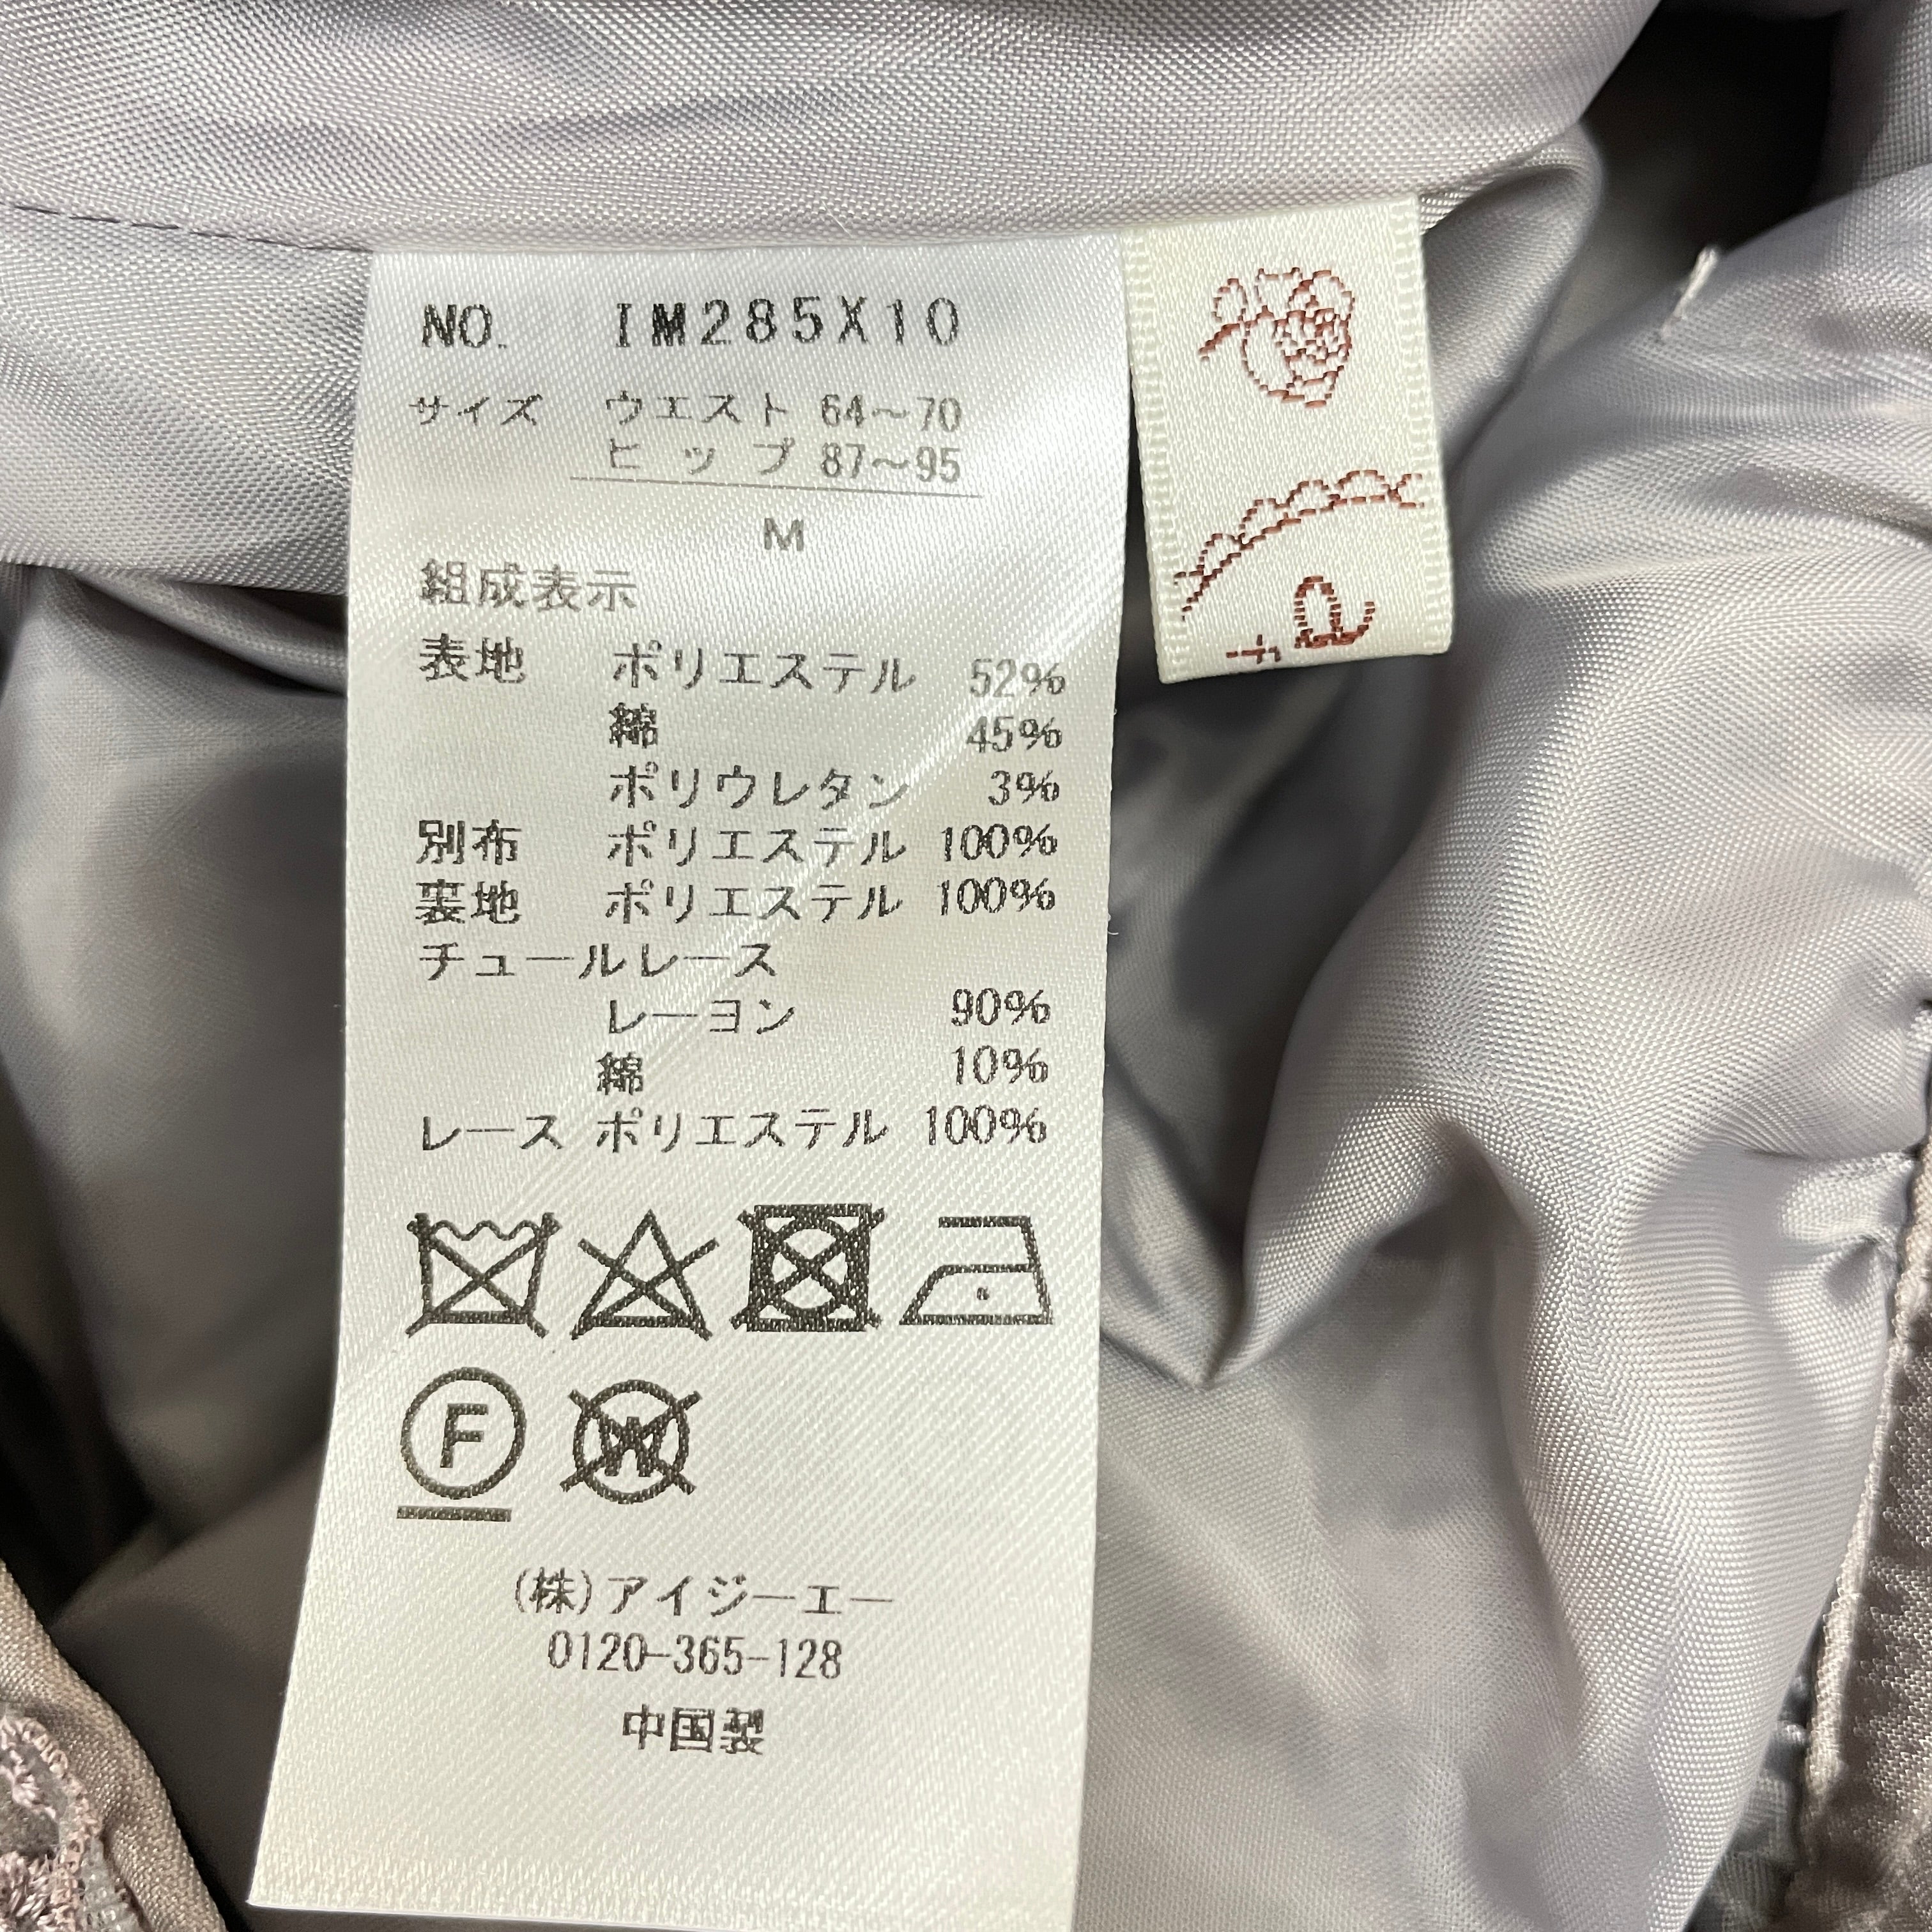 NO. IM285X10
サイズ ウエスト 64〜70
ヒップ 87〜95
M
組成表示
表地 ポリエステル 52%
綿 45%
ポリウレタン 3%
別布 ポリエステル 100%
裏地 ポリエステル 100%
チュールレース
レーヨン 90%
綿 10%
レース ポリエステル 100%
F
W
(株)アイジーエー
0120-365-128
中国製